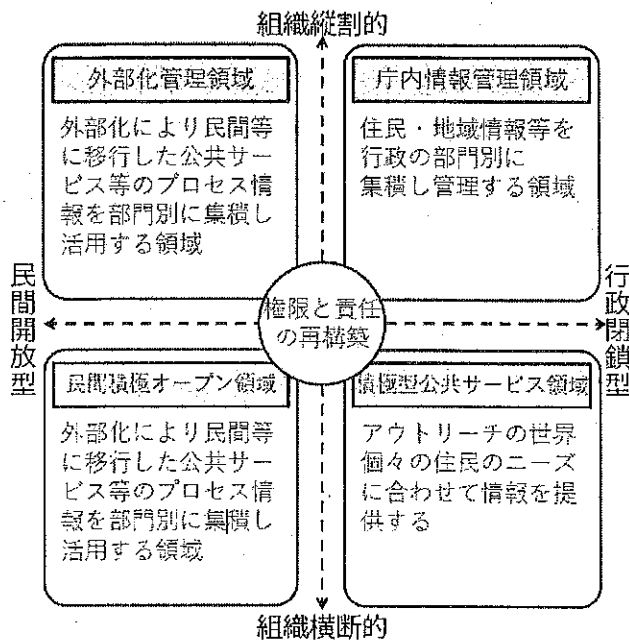 組織縦割的
外部化管理領域
外部化により民間等
に移行した公共サー
ビス等のプロセス情
報を部門別に集積し
活用する領域
庁内情報管理領域
住民・地域情報等を
行政の部門別に
集積し管理する領域
民間開放型
権限と責任
の再構築
行政閉鎖型
民間積極オープン領域
外部化により民間等
に移行した公共サー
ビス等のプロセス情
報を部門別に集積し
活用する領域
積極型公共サービス領域
アウトリーチの世界
個々の住民のニーズ
に合わせて情報を提
供する
組織横断的